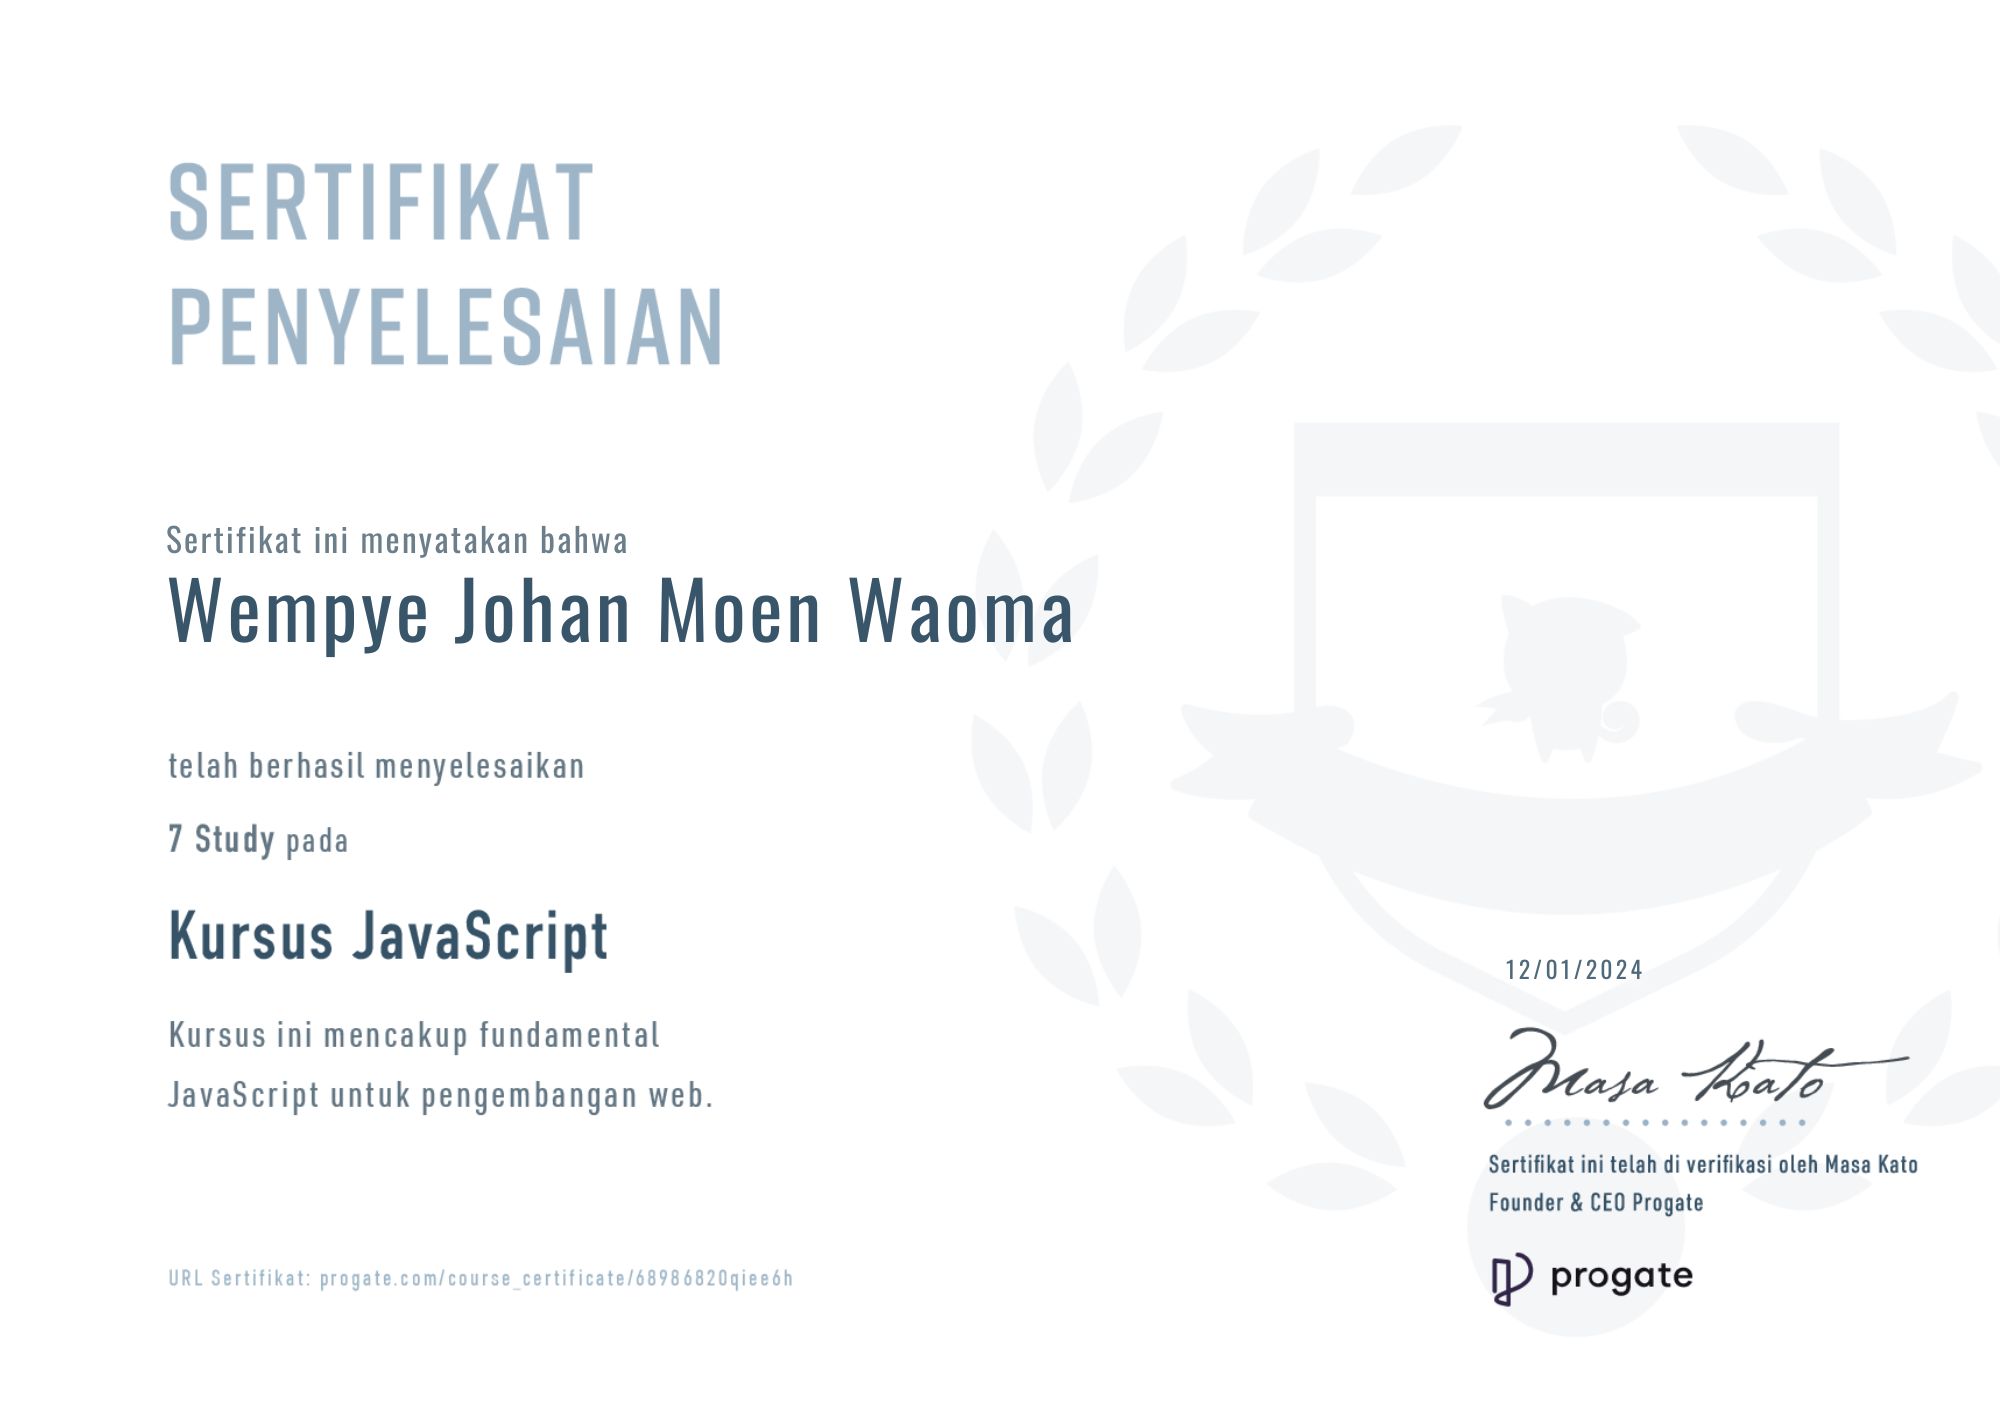 SERTIFIKAT
PENYELESAIAN
Sertifikat ini menyatakan bahwa
Wempye Johan Moen Waoma
telah berhasil menyelesaikan
7 Study pada
Kursus JavaScript
Kursus ini mencakup fundamental
JavaScript untuk pengembangan web.
URL Sertifikat: progate.com/course_certificate/68986820qiee6h
12/01/2024
Masa Kato
Sertifikat ini telah di verifikasi oleh Masa Kato
Founder & CEO Progate
progate